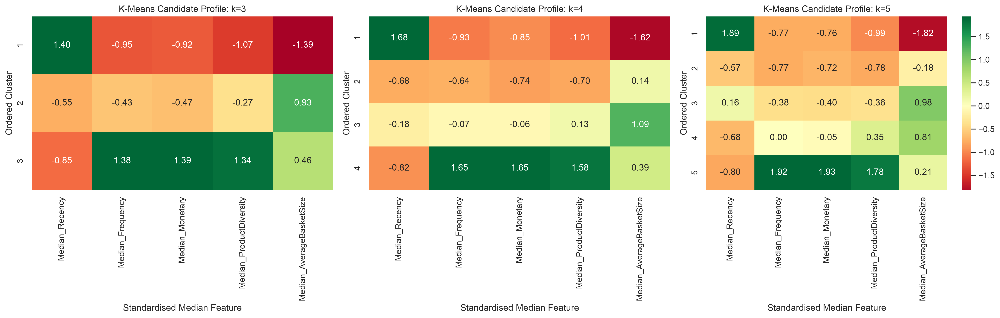 K-Means Candidate Profile: k=3
Ordered Cluster
1
1.40 -0.95 -0.92 -1.07 -1.39
2
-0.55 -0.43 -0.47 -0.27 0.93
3
-0.85 1.38 1.39 1.34 0.46
Median_Recency
Median_Frequency
Median_Monetary
Median_ProductDiversity
Median_AverageBasketSize
Standardised Median Feature
K-Means Candidate Profile: k=4
Ordered Cluster
1
1.68 -0.93 -0.85 -1.01 -1.62
2
-0.68 -0.64 -0.74 -0.70 0.14
3
-0.18 -0.07 -0.06 0.13 1.09
4
-0.82 1.65 1.65 1.58 0.39
Median_Recency
Median_Frequency
Median_Monetary
Median_ProductDiversity
Median_AverageBasketSize
Standardised Median Feature
K-Means Candidate Profile: k=5
Ordered Cluster
1
1.89 -0.77 -0.76 -0.99 -1.82
2
-0.57 -0.77 -0.72 -0.78 -0.18
3
0.16 -0.38 -0.40 -0.36 0.98
4
-0.68 0.00 -0.05 0.35 0.81
5
-0.80 1.92 1.93 1.78 0.21
Median_Recency
Median_Frequency
Median_Monetary
Median_ProductDiversity
Median_AverageBasketSize
Standardised Median Feature
1.5
1.0
0.5
0.0
−0.5
−1.0
−1.5